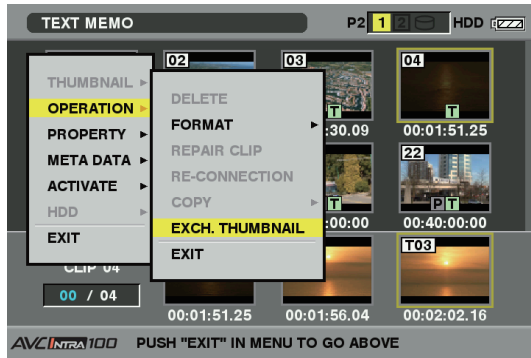 TEXT MEMO P2 1 2 HDD
02 03 04
THUMBNAIL
OPERATION
PROPERTY
META DATA
ACTIVATE
HDD
EXIT
DELETE
FORMAT
REPAIR CLIP
RE-CONNECTION
COPY
EXCH. THUMBNAIL
EXIT
T
T
:30.09 00:01:51.25
22
T
P T
:00:00 00:40:00:00
CLIP 04
00 / 04
T03
00:01:51.25 00:01:56.04 00:02:02.16
AVC INTRA 100 PUSH "EXIT" IN MENU TO GO ABOVE